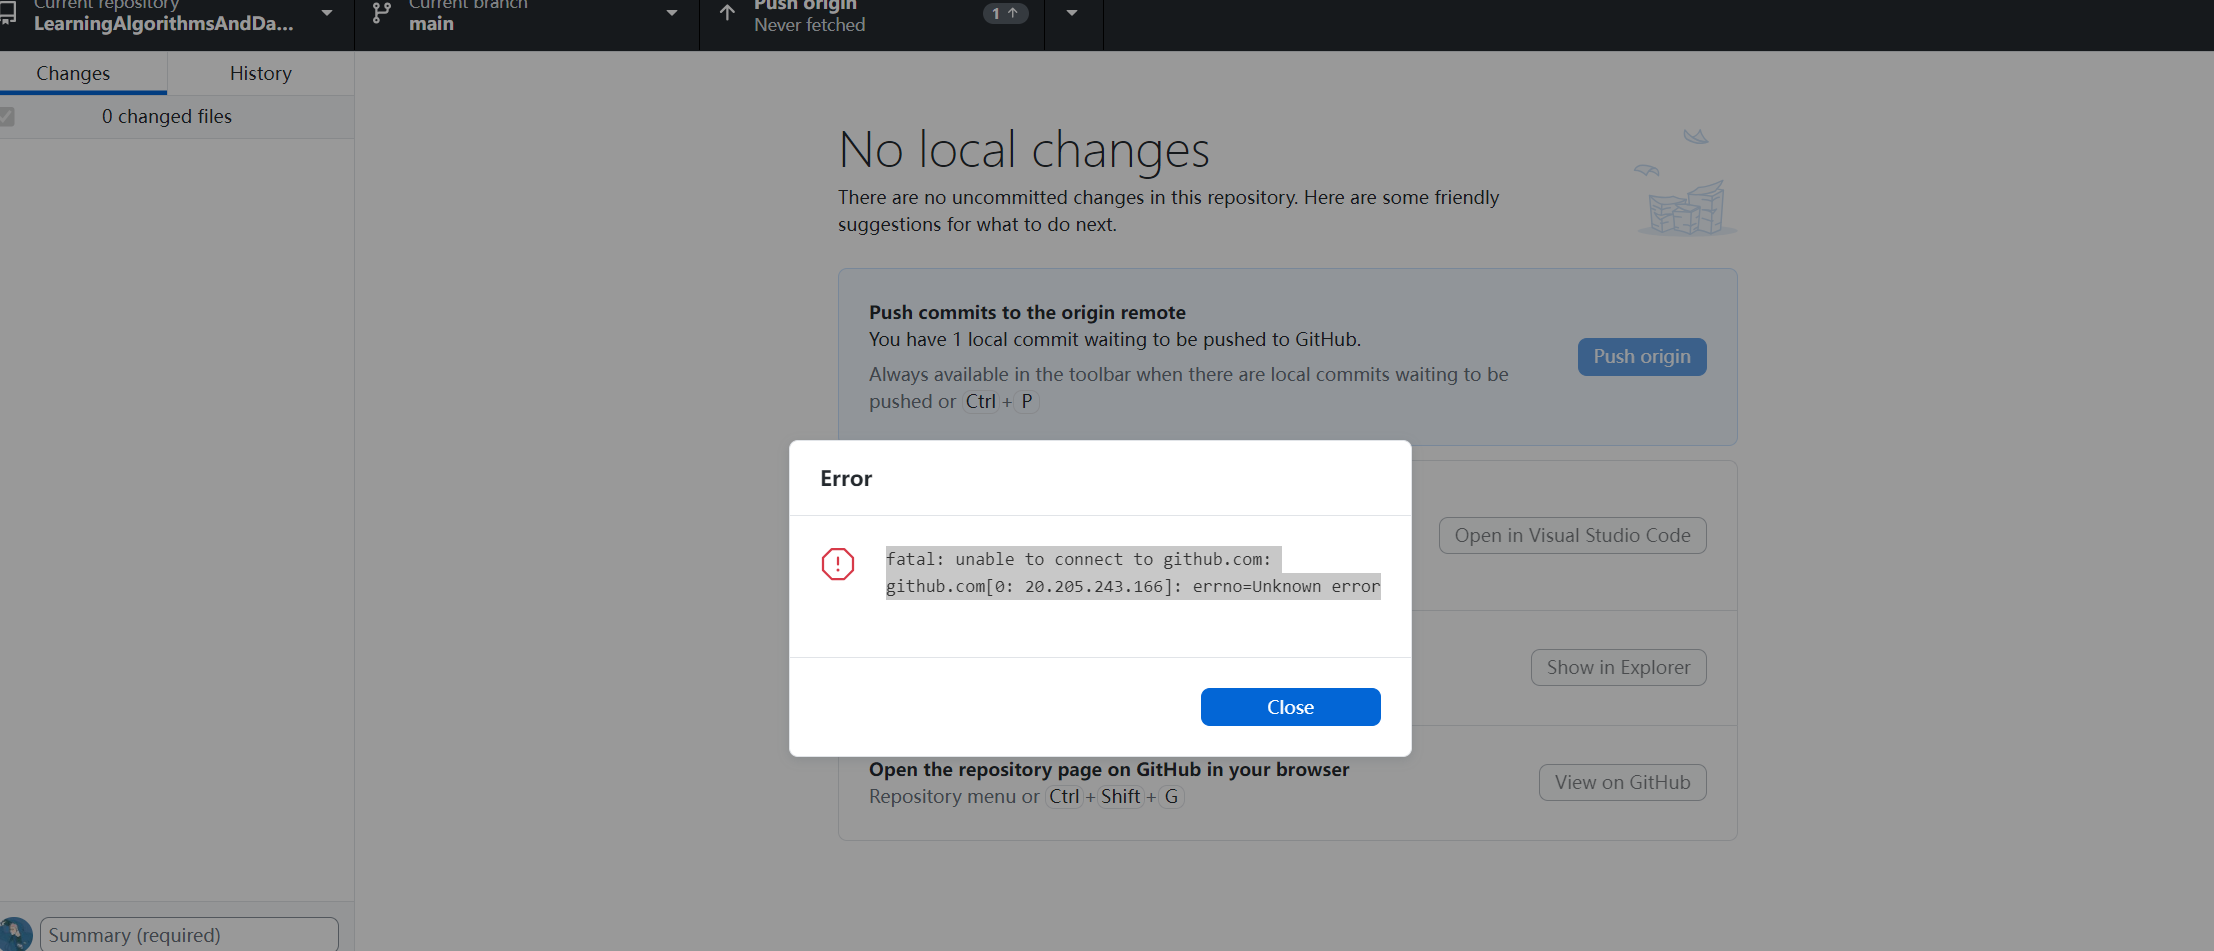 Current repository
LearningAlgorithmsAndDa...
Current branch
main
Push origin
Never fetched
1
Changes
History
0 changed files
No local changes
There are no uncommitted changes in this repository. Here are some friendly
suggestions for what to do next.
Push commits to the origin remote
You have 1 local commit waiting to be pushed to GitHub.
Always available in the toolbar when there are local commits waiting to be
pushed or Ctrl + P
Push origin
Error
fatal: unable to connect to github.com:
github.com[0: 20.205.243.166]: errno=Unknown error
Close
Open in Visual Studio Code
Show in Explorer
Open the repository page on GitHub in your browser
Repository menu or Ctrl + Shift + G
View on GitHub
Summary (required)